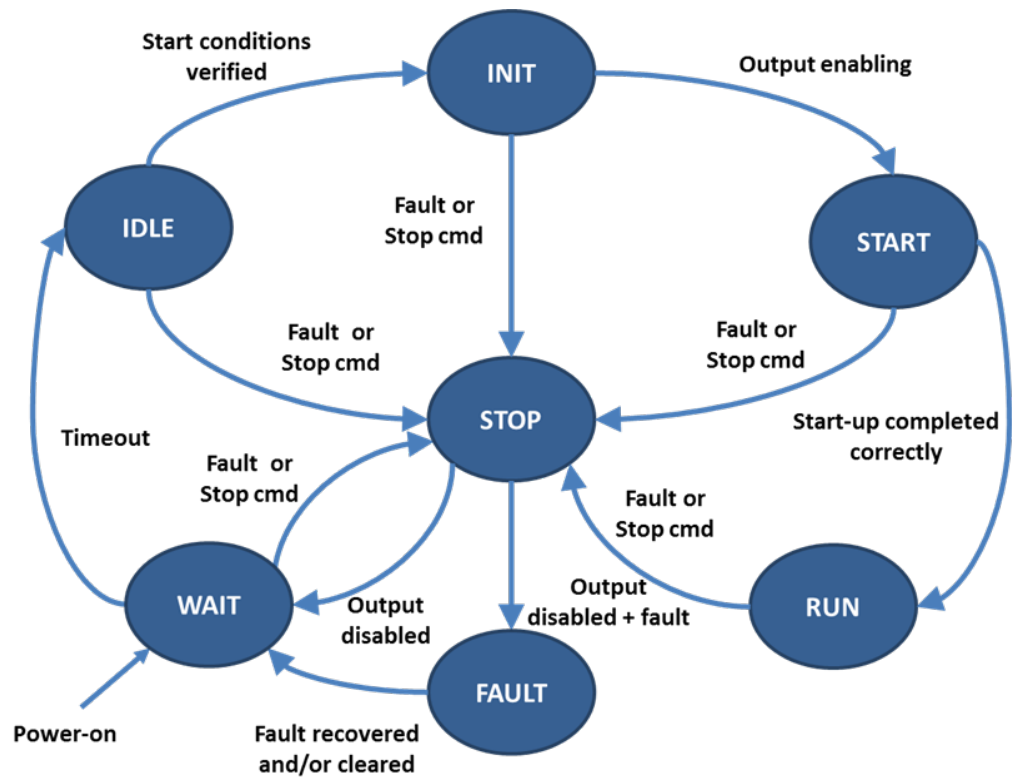 Start conditions
verified
INIT
Output enabling
Fault or
Stop cmd
IDLE
START
Fault or
Stop cmd
Fault or
Stop cmd
STOP
Timeout
Start-up completed
correctly
Fault or
Stop cmd
Fault or
Stop cmd
WAIT
Output
disabled
Output
disabled + fault
RUN
FAULT
Power-on
Fault recovered
and/or cleared